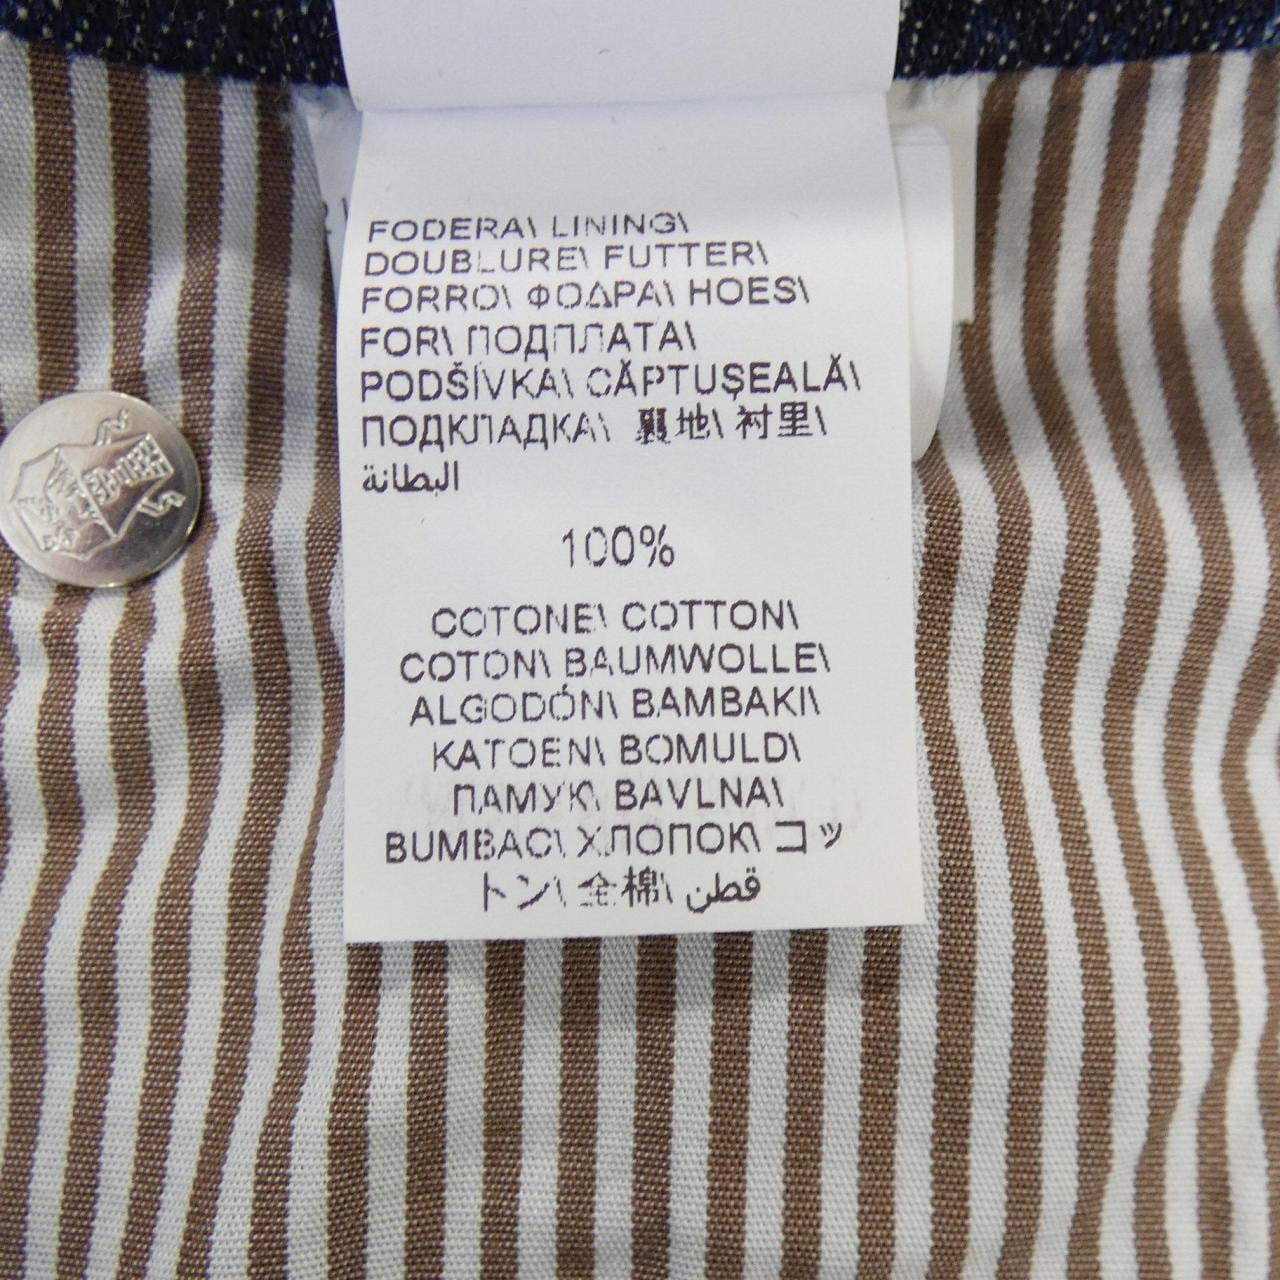 FODERA\ LINING\
DOUBLURE\ FUTTER\
FORRO\ ΦΟΔΡΑ\ HOES\
FOR\ ПОДПЛАТА\
PODŠÍVKA\ CĂPTUŞEALĂ\
ПОДКЛАДКА\ 裏地\ 衬里\
البطانة
100%
COTONE\ COTTON\
COTON\ BAUMWOLLE\
ALGODÓN\ BAMBAKI\
KATOEN\ BOMULD\
ПАМУК\ BAVLNA\
BUMBAC\ ХЛОПОК\ コッ
トン\ 全棉\ قطن